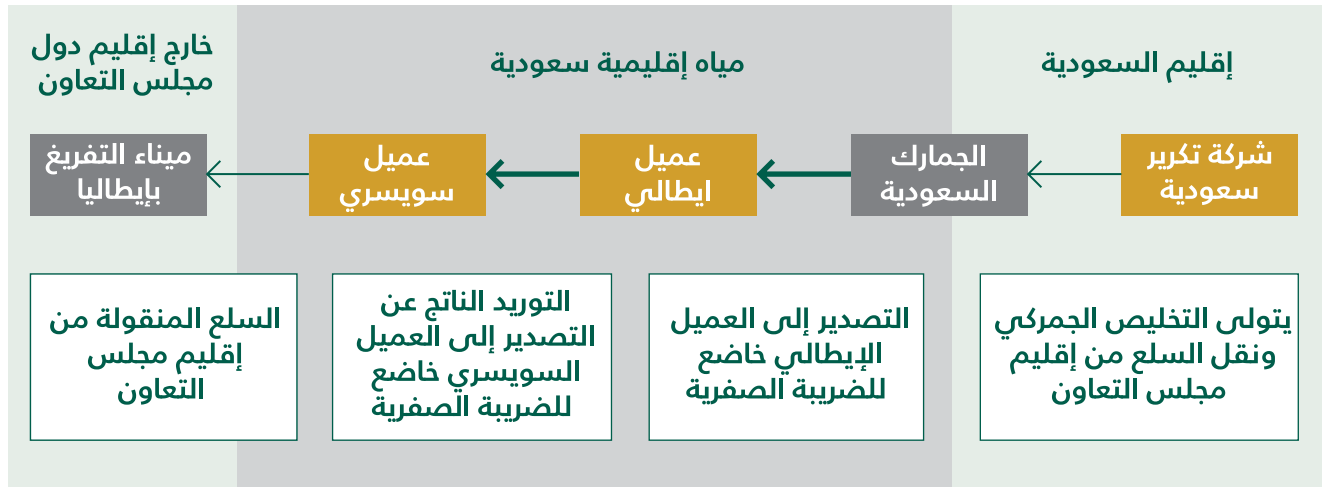 إقليم السعودية
مياه إقليمية سعودية
خارج إقليم دول
مجلس التعاون
شركة تكرير
سعودية
الجمارك
السعودية
عميل
ايطالي
عميل
سويسري
ميناء التفريغ
بإيطاليا
يتولى التخليص الجمركي
ونقل السلع من إقليم
مجلس التعاون
التصدير إلى العميل
الإيطالي خاضع
للضريبة الصفرية
التوريد الناتج عن
التصدير إلى العميل
السويسري خاضع
للضريبة الصفرية
السلع المنقولة من
إقليم مجلس
التعاون